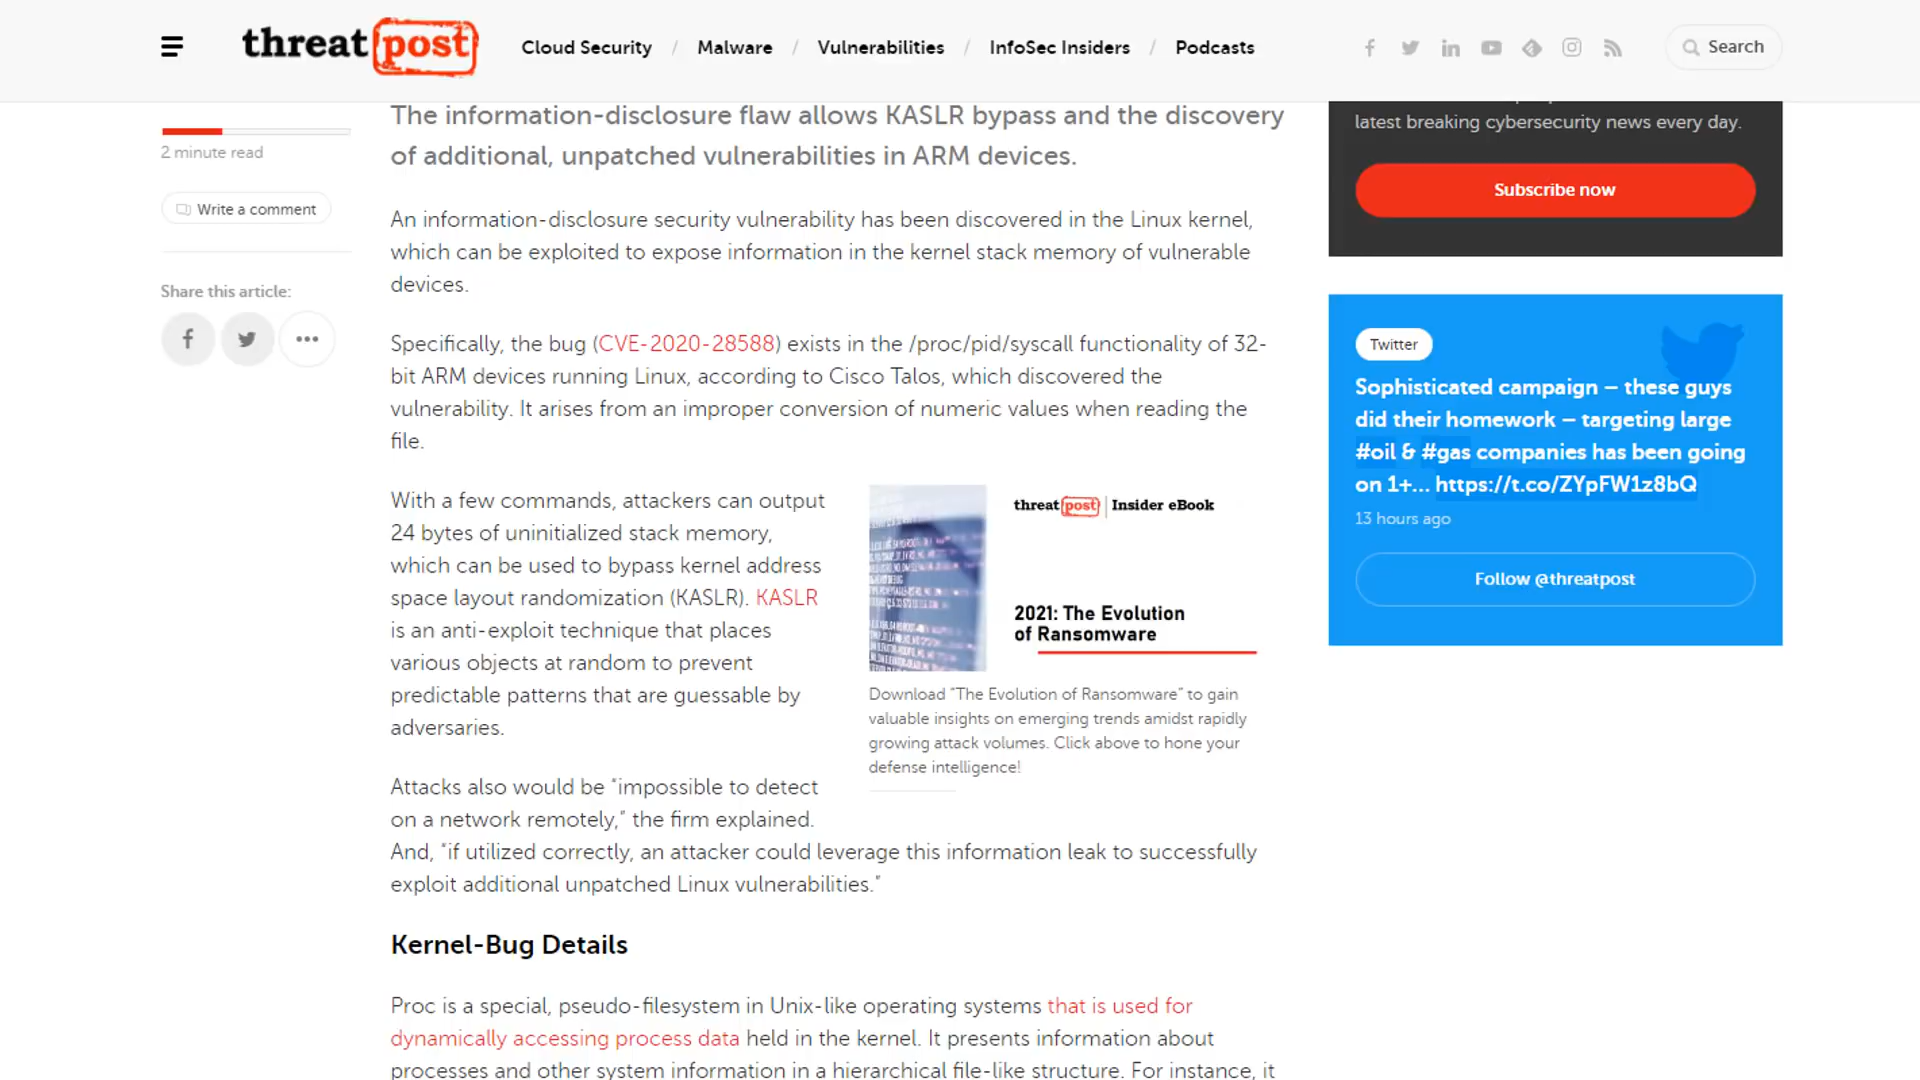 threatpost
Cloud Security / Malware / Vulnerabilities / InfoSec Insiders / Podcasts
Search
The information-disclosure flaw allows KASLR bypass and the discovery
of additional, unpatched vulnerabilities in ARM devices.
2 minute read
Write a comment
Share this article:
An information-disclosure security vulnerability has been discovered in the Linux kernel,
which can be exploited to expose information in the kernel stack memory of vulnerable
devices.
Specifically, the bug (CVE-2020-28588) exists in the /proc/pid/syscall functionality of 32-
bit ARM devices running Linux, according to Cisco Talos, which discovered the
vulnerability. It arises from an improper conversion of numeric values when reading the
file.
With a few commands, attackers can output
24 bytes of uninitialized stack memory,
which can be used to bypass kernel address
space layout randomization (KASLR). KASLR
is an anti-exploit technique that places
various objects at random to prevent
predictable patterns that are guessable by
adversaries.
threatpost | Insider eBook
2021: The Evolution
of Ransomware
Download “The Evolution of Ransomware” to gain
valuable insights on emerging trends amidst rapidly
growing attack volumes. Click above to hone your
defense intelligence!
Attacks also would be “impossible to detect
on a network remotely,” the firm explained.
And, “if utilized correctly, an attacker could leverage this information leak to successfully
exploit additional unpatched Linux vulnerabilities.”
Kernel-Bug Details
Proc is a special, pseudo-filesystem in Unix-like operating systems that is used for
dynamically accessing process data held in the kernel. It presents information about
processes and other system information in a hierarchical file-like structure. For instance, it
latest breaking cybersecurity news every day.
Subscribe now
Twitter
Sophisticated campaign – these guys
did their homework – targeting large
#oil & #gas companies has been going
on 1+… https://t.co/ZYpFW1z8bQ
13 hours ago
Follow @threatpost